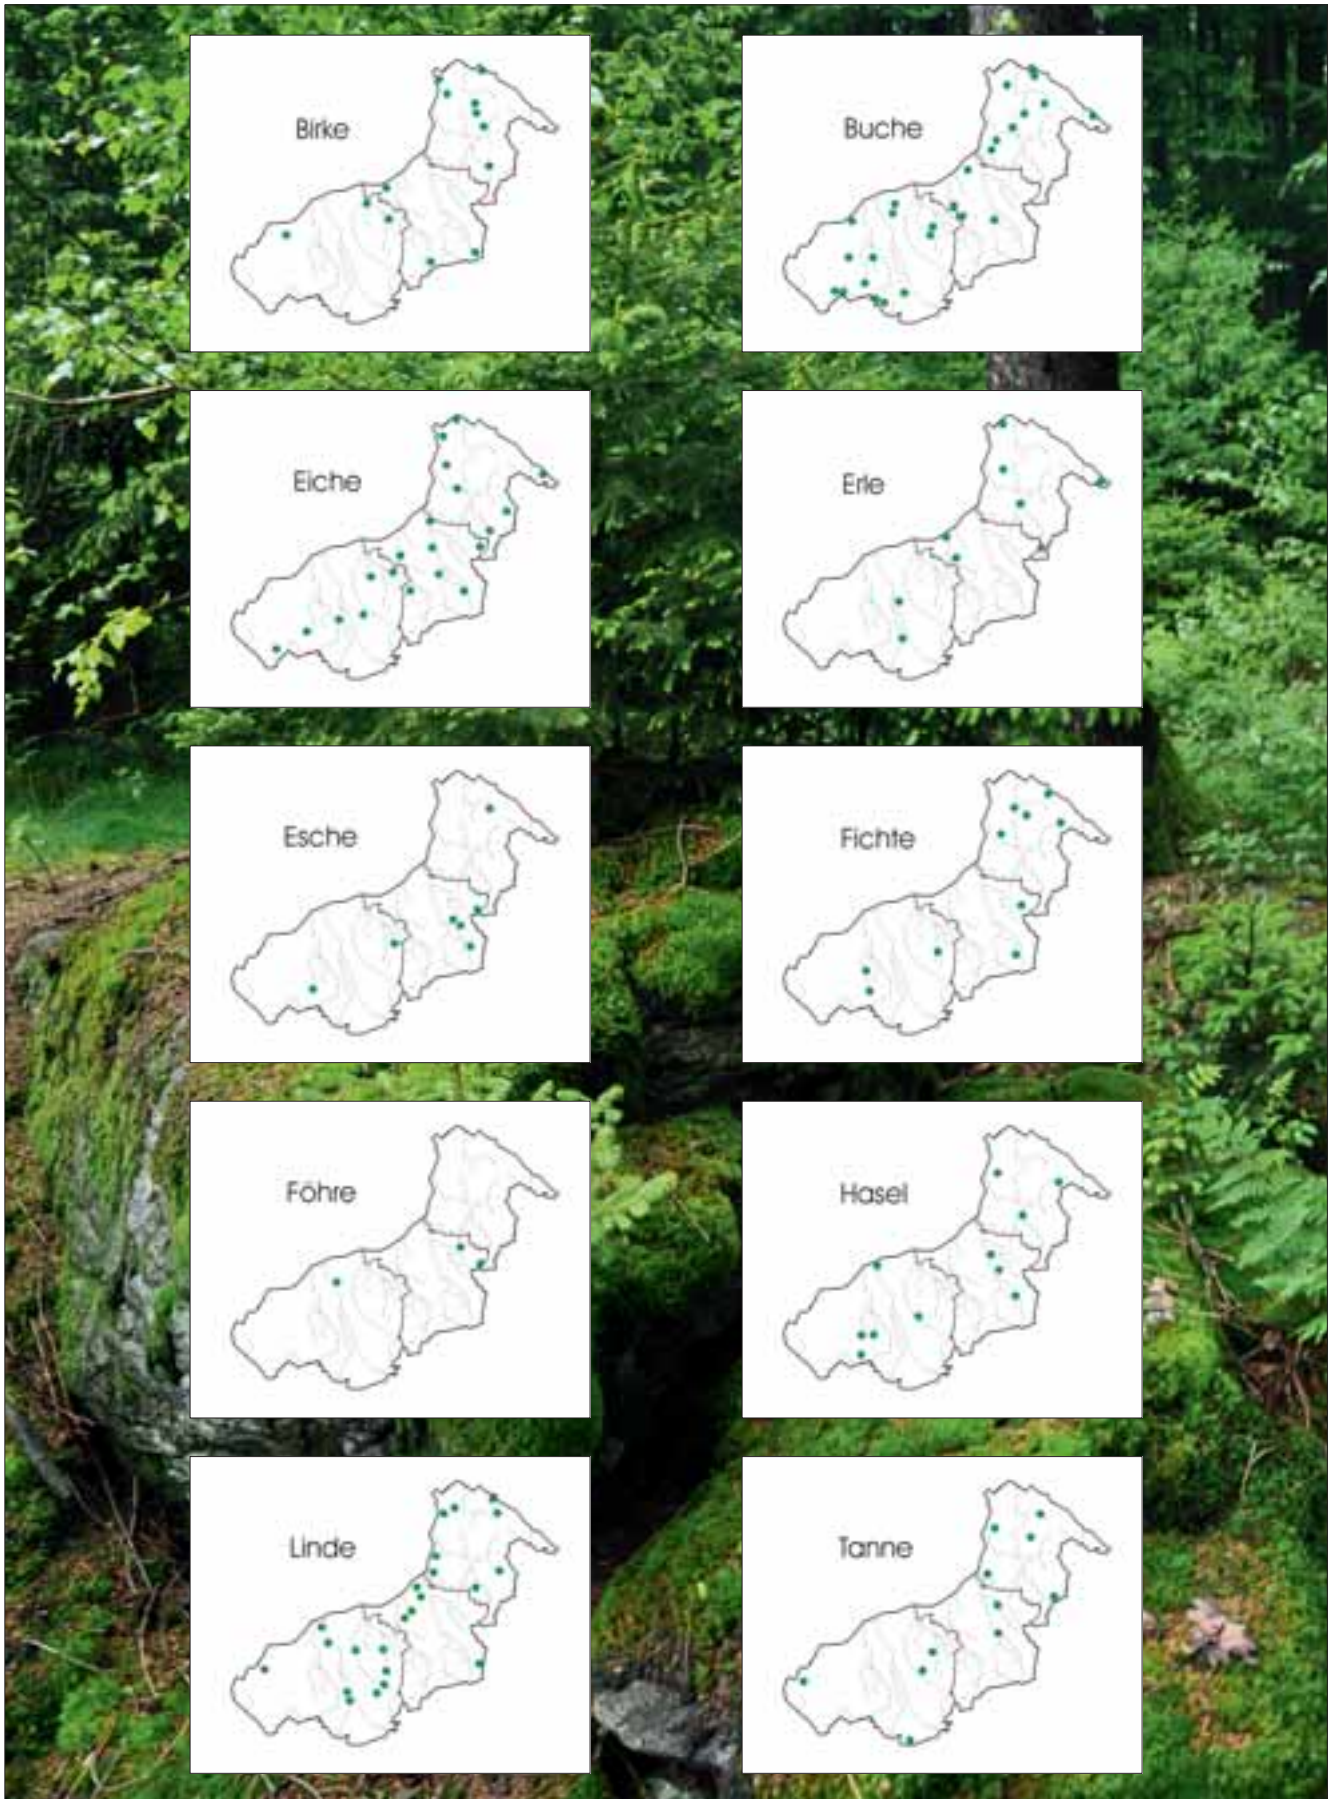 Birke
Buche
Eiche
Erle
Esche
Fichte
Föhre
Hasel
Linde
Tanne